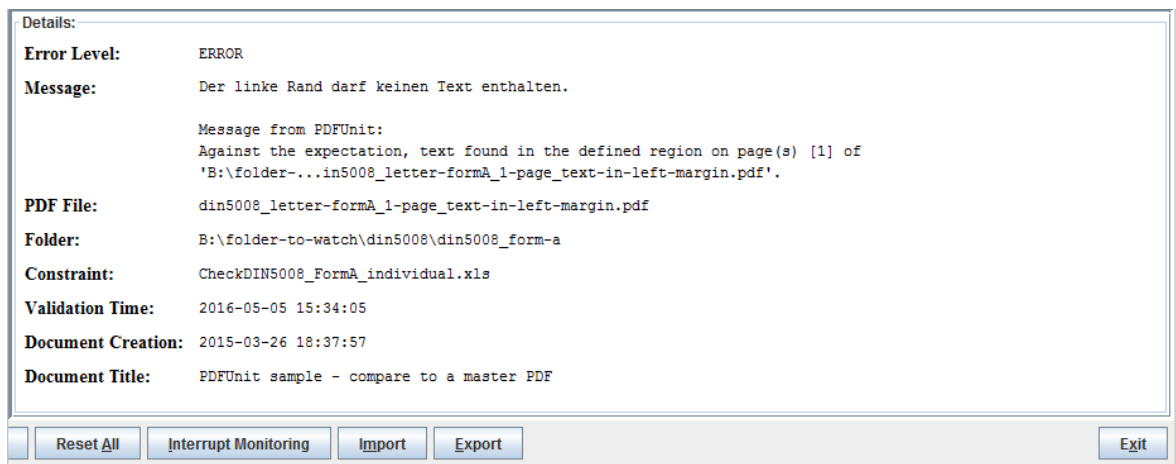 Details:
Error Level: ERROR
Message: Der linke Rand darf keinen Text enthalten.
Message from PDFUnit:
Against the expectation, text found in the defined region on page(s) [1] of
'B:\folder-...in5008_letter-formA_1-page_text-in-left-margin.pdf'.
PDF File: din5008_letter-formA_1-page_text-in-left-margin.pdf
Folder: B:\folder-to-watch\din5008\din5008_form-a
Constraint: CheckDIN5008_FormA_individual.xls
Validation Time: 2016-05-05 15:34:05
Document Creation: 2015-03-26 18:37:57
Document Title: PDFUnit sample - compare to a master PDF
Reset All Interrupt Monitoring Import Export Exit